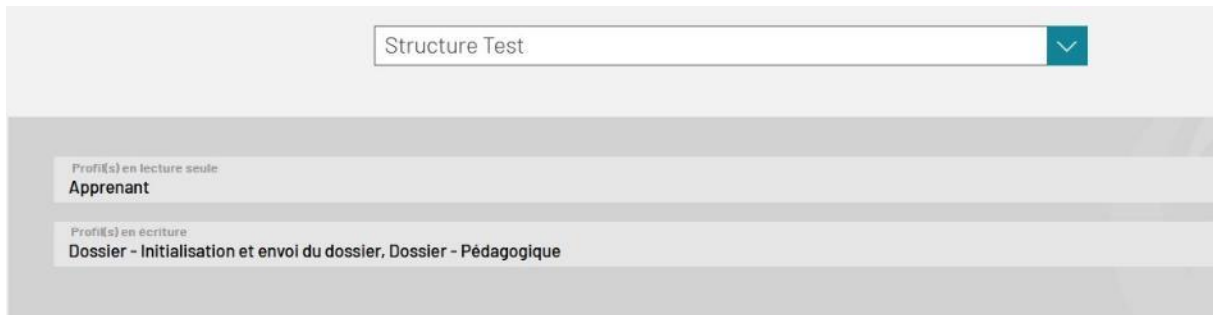 Structure Test
Profil(s) en lecture seule
Apprenant
Profil(s) en écriture
Dossier - Initialisation et envoi du dossier, Dossier - Pédagogique